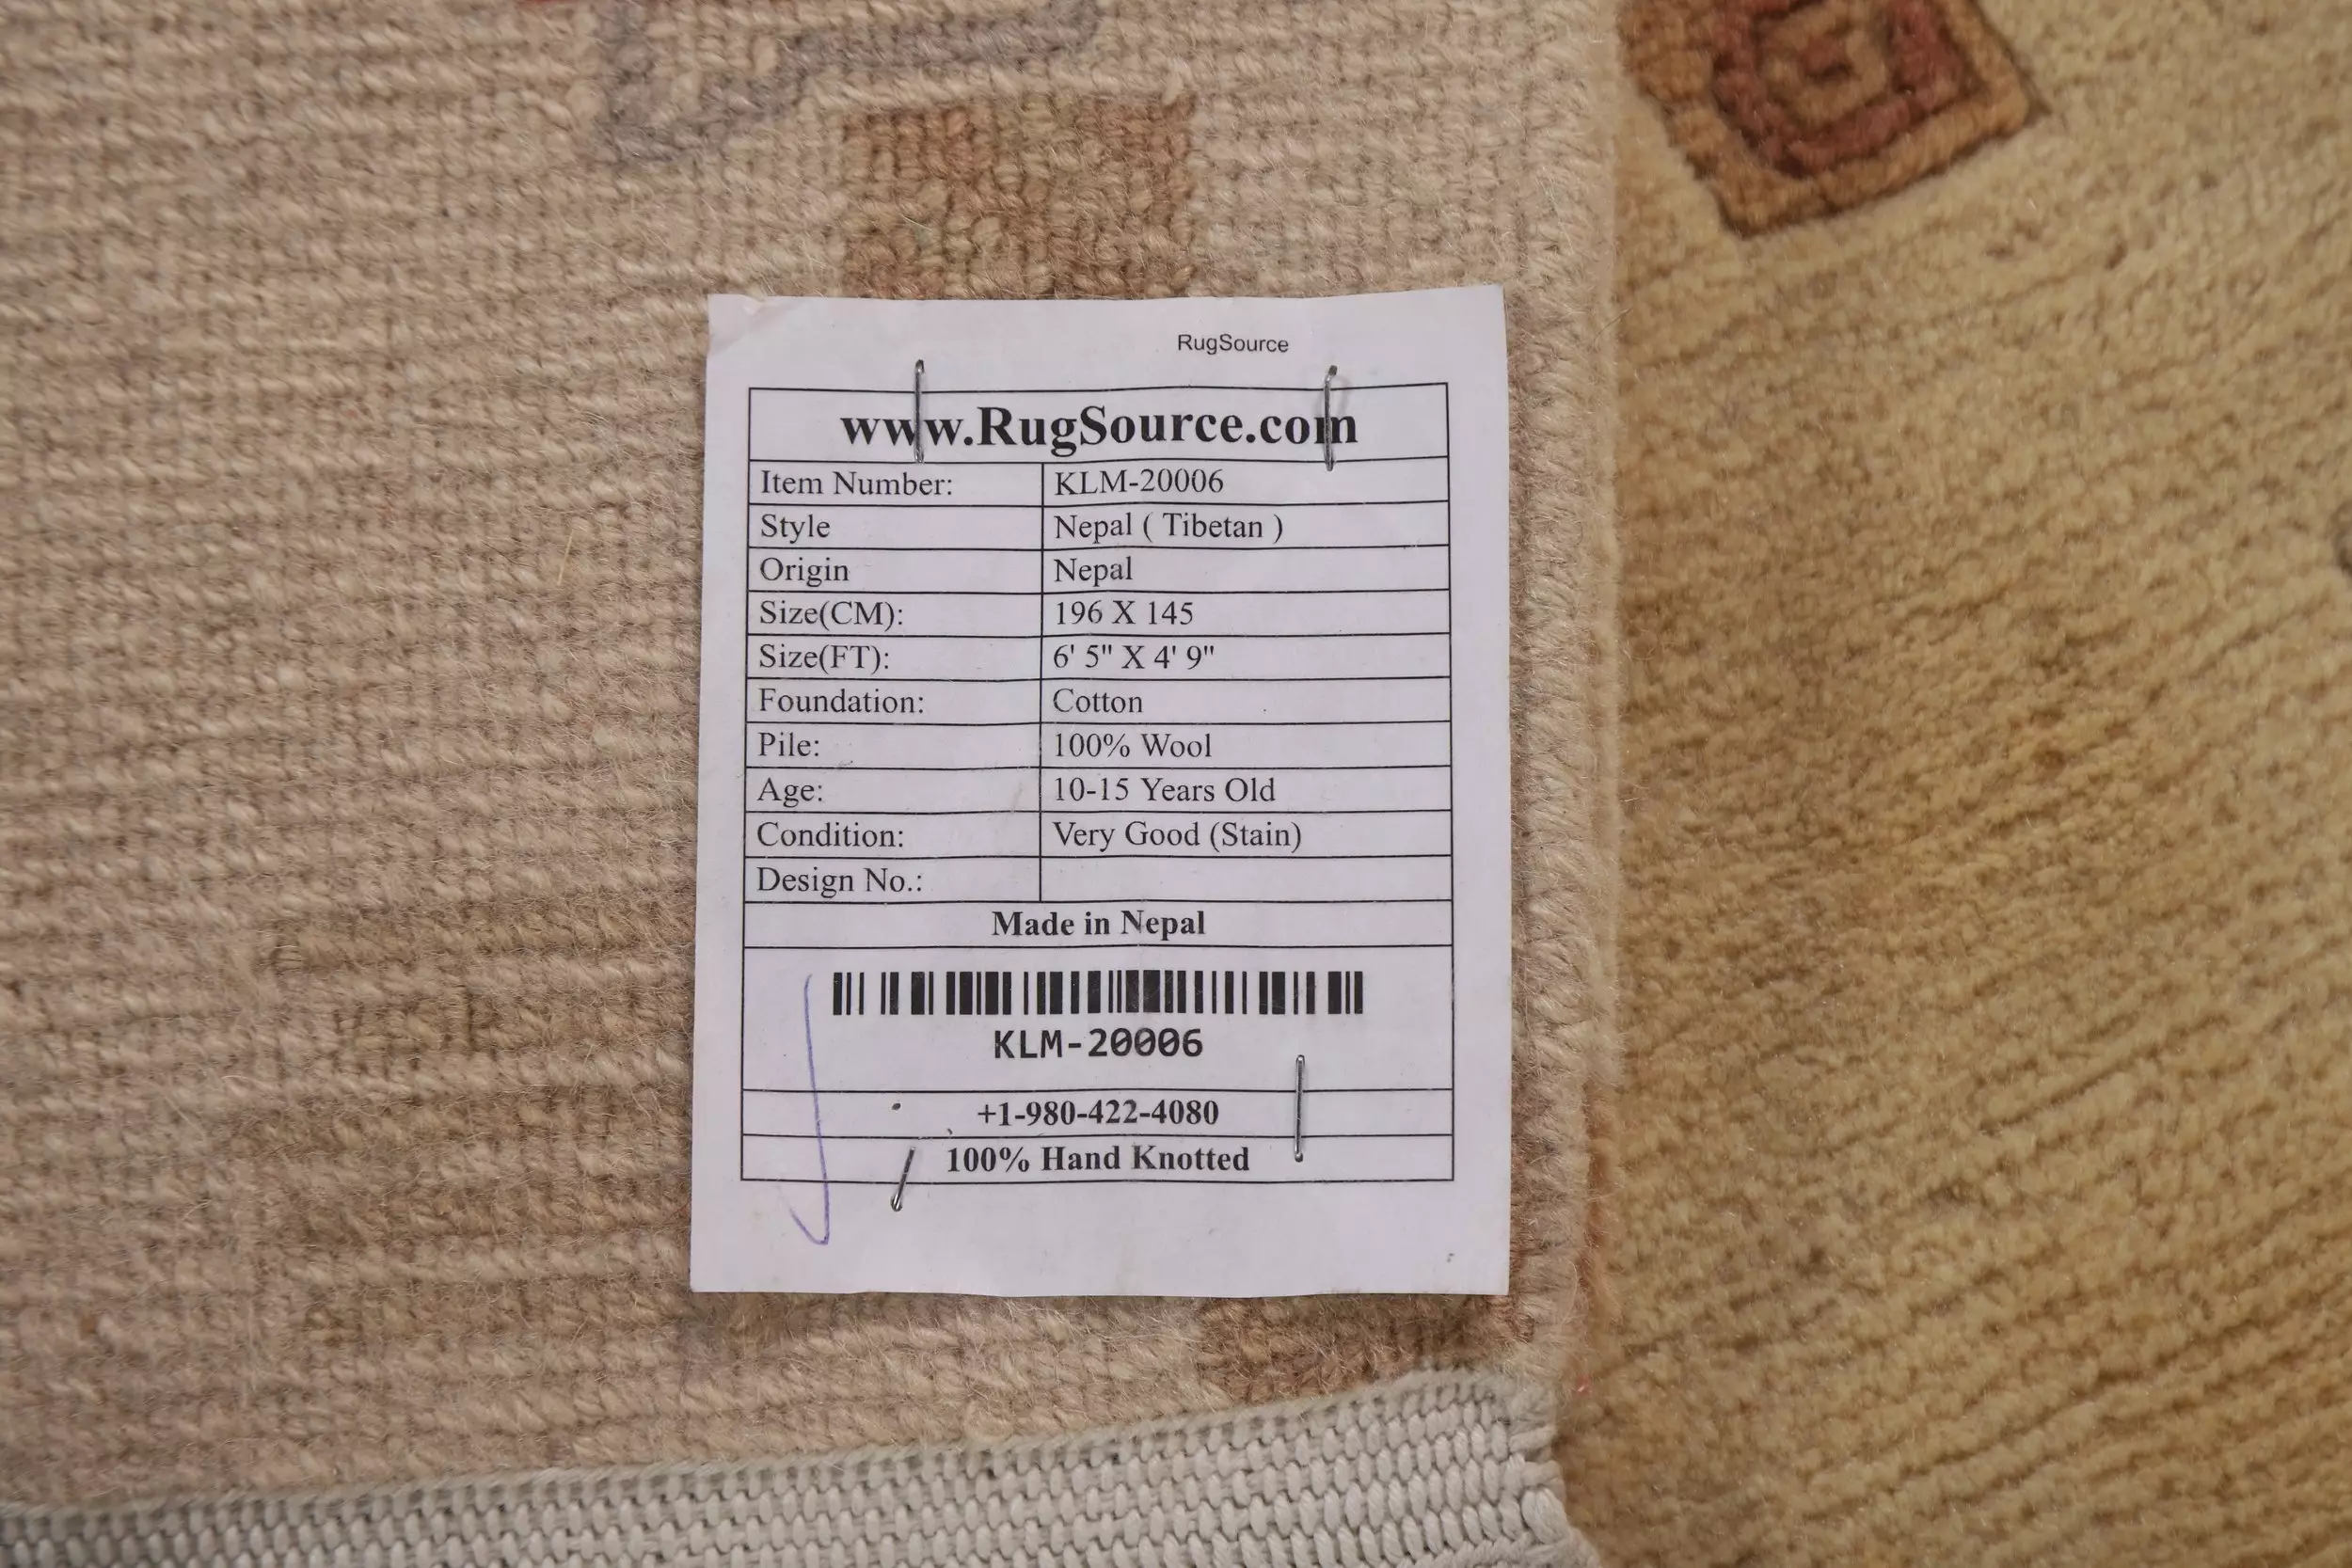 RugSource
www.RugSource.com
Item Number: KLM-20006
Style Nepal ( Tibetan )
Origin Nepal
Size(CM): 196 X 145
Size(FT): 6' 5" X 4' 9"
Foundation: Cotton
Pile: 100% Wool
Age: 10-15 Years Old
Condition: Very Good (Stain)
Design No.:
Made in Nepal
KLM-20006
+1-980-422-4080
100% Hand Knotted